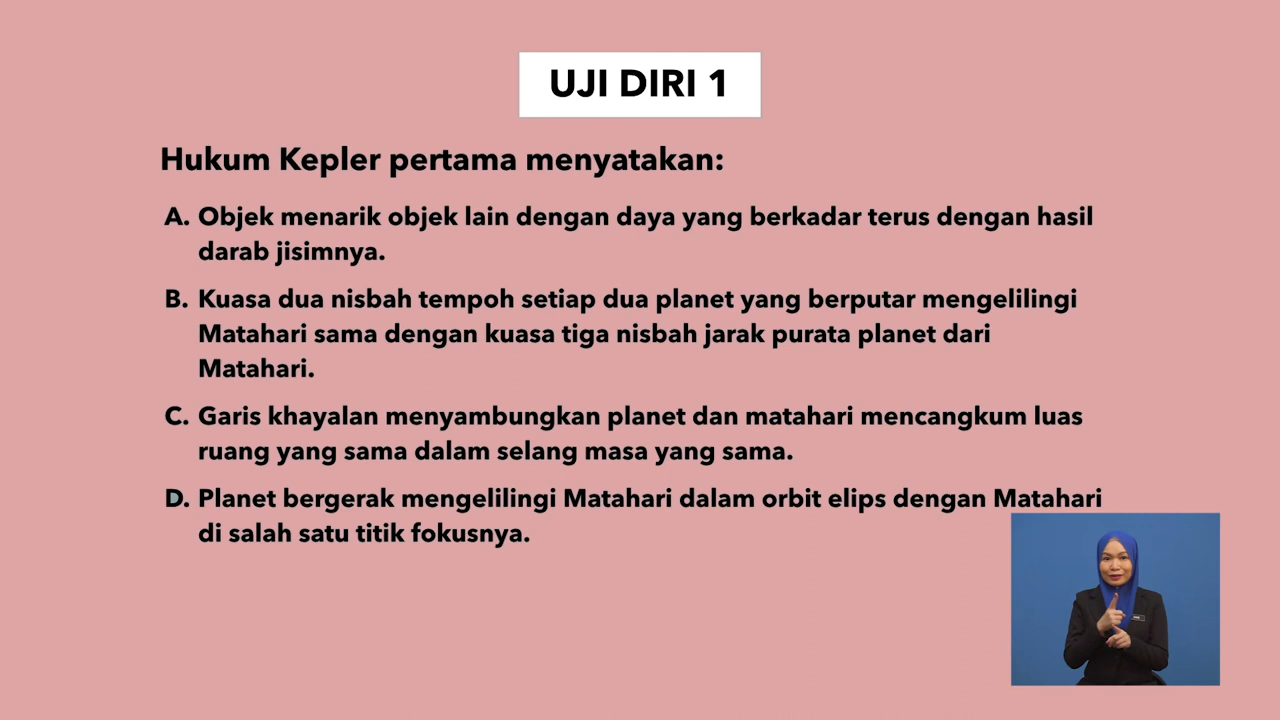 UJI DIRI 1
Hukum Kepler pertama menyatakan:
A. Objek menarik objek lain dengan daya yang berkadar terus dengan hasil
darab jisimnya.
B. Kuasa dua nisbah tempoh setiap dua planet yang berputar mengelilingi
Matahari sama dengan kuasa tiga nisbah jarak purata planet dari
Matahari.
C. Garis khayalan menyambungkan planet dan matahari mencangkum luas
ruang yang sama dalam selang masa yang sama.
D. Planet bergerak mengelilingi Matahari dalam orbit elips dengan Matahari
di salah satu titik fokusnya.